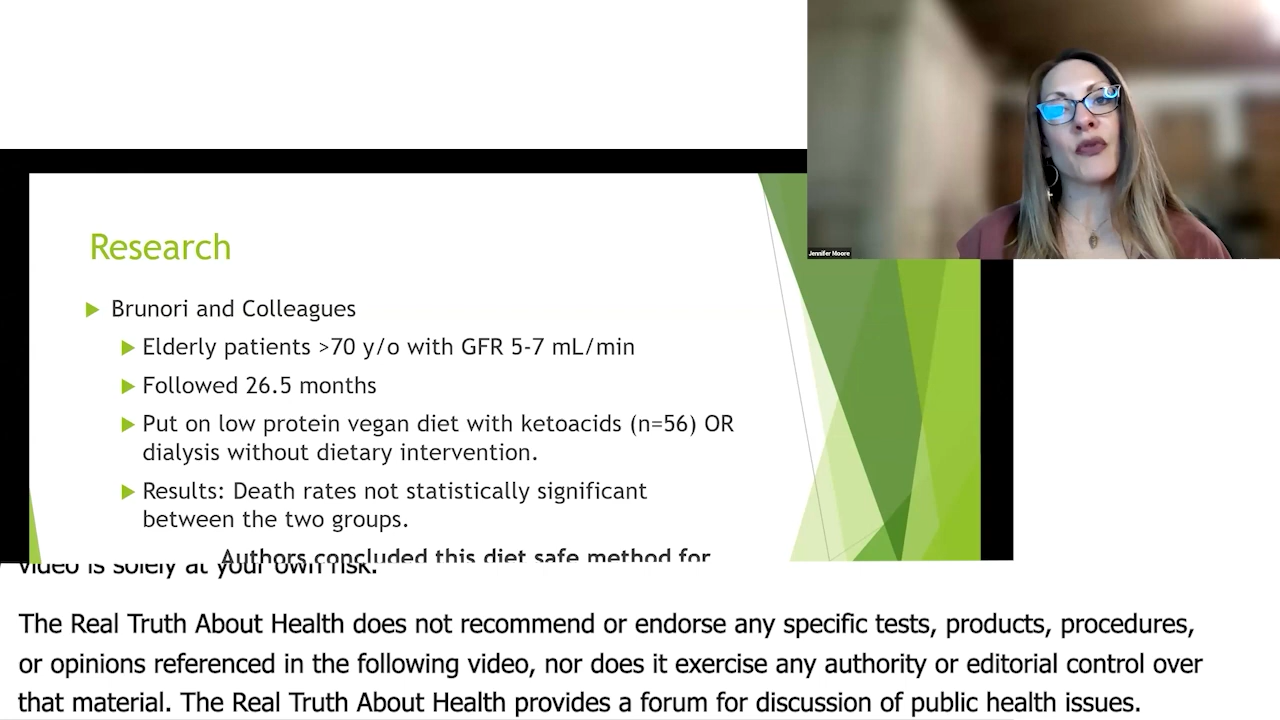 Jennifer Moore
Research
Brunori and Colleagues
Elderly patients >70 y/o with GFR 5-7 mL/min
Followed 26.5 months
Put on low protein vegan diet with ketoacids (n=56) OR
dialysis without dietary intervention.
Results: Death rates not statistically significant
between the two groups.
Authors concluded this diet safe method for
video is solely at your own risk.
The Real Truth About Health does not recommend or endorse any specific tests, products, procedures,
or opinions referenced in the following video, nor does it exercise any authority or editorial control over
that material. The Real Truth About Health provides a forum for discussion of public health issues.